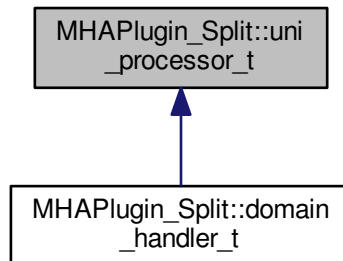 MHAPlugin_Split::uni
_processor_t
MHAPlugin_Split::domain
_handler_t